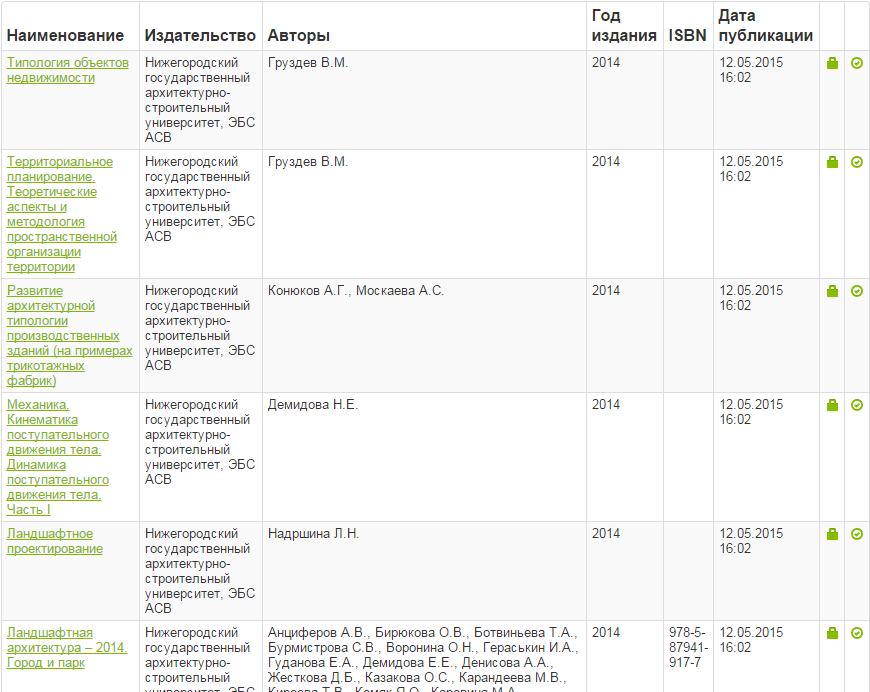 Наименование
Издательство
Авторы
Год
издания
ISBN
Дата
публикации
Типология объектов
недвижимости
Нижегородский
государственный
архитектурно-
строительный
университет, ЭБС
АСВ
Груздев В.М.
2014
12.05.2015
16:02
Территориальное
планирование.
Теоретические
аспекты и
методология
пространственной
организации
территории
Нижегородский
государственный
архитектурно-
строительный
университет, ЭБС
АСВ
Груздев В.М.
2014
12.05.2015
16:02
Развитие
архитектурной
типологии
производственных
зданий (на примерах
трикотажных
фабрик)
Нижегородский
государственный
архитектурно-
строительный
университет, ЭБС
АСВ
Конюков А.Г., Москаева А.С.
2014
12.05.2015
16:02
Механика.
Кинематика
поступательного
движения тела.
Динамика
поступательного
движения тела.
Часть I
Нижегородский
государственный
архитектурно-
строительный
университет, ЭБС
АСВ
Демидова Н.Е.
2014
12.05.2015
16:02
Ландшафтное
проектирование
Нижегородский
государственный
архитектурно-
строительный
университет, ЭБС
АСВ
Надршина Л.Н.
2014
12.05.2015
16:02
Ландшафтная
архитектура – 2014.
Город и парк
Нижегородский
государственный
архитектурно-
строительный
университет, ЭБС
Анциферов А.В., Бирюкова О.В., Ботвиньева Т.А.,
Бурмистрова С.В., Воронина О.Н., Гераськин И.А.,
Гуданова Е.А., Демидова Е.Е., Денисова А.А.,
Жесткова Д.Б., Казакова О.С., Карандеева М.В.,
2014
978-5-
87941-
917-7
12.05.2015
16:02